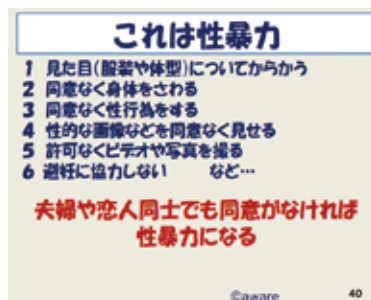 これは性暴力
1 見た目(服装や体型)についてからかう
2 同意なく身体をさわる
3 同意なく性行為をする
4 性的な画像などを同意なく見せる
5 許可なくビデオや写真を撮る
6 避妊に協力しない など…
夫婦や恋人同士でも同意がなければ
性暴力になる
©aware 40